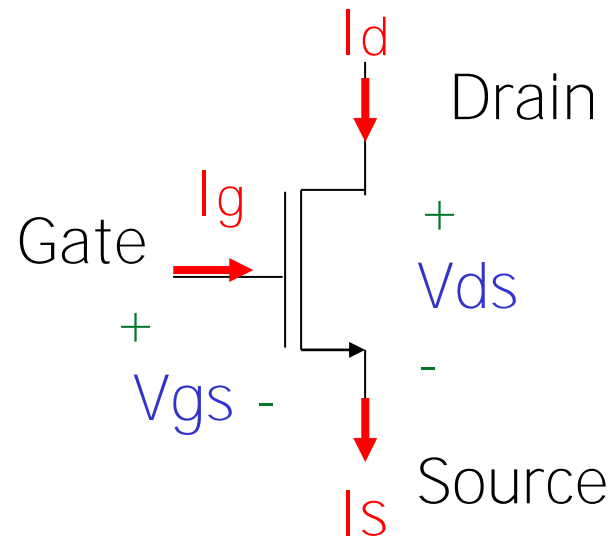 Id
Drain
Ig
Gate
+
Vds
+
-
Vgs -
Source
Is